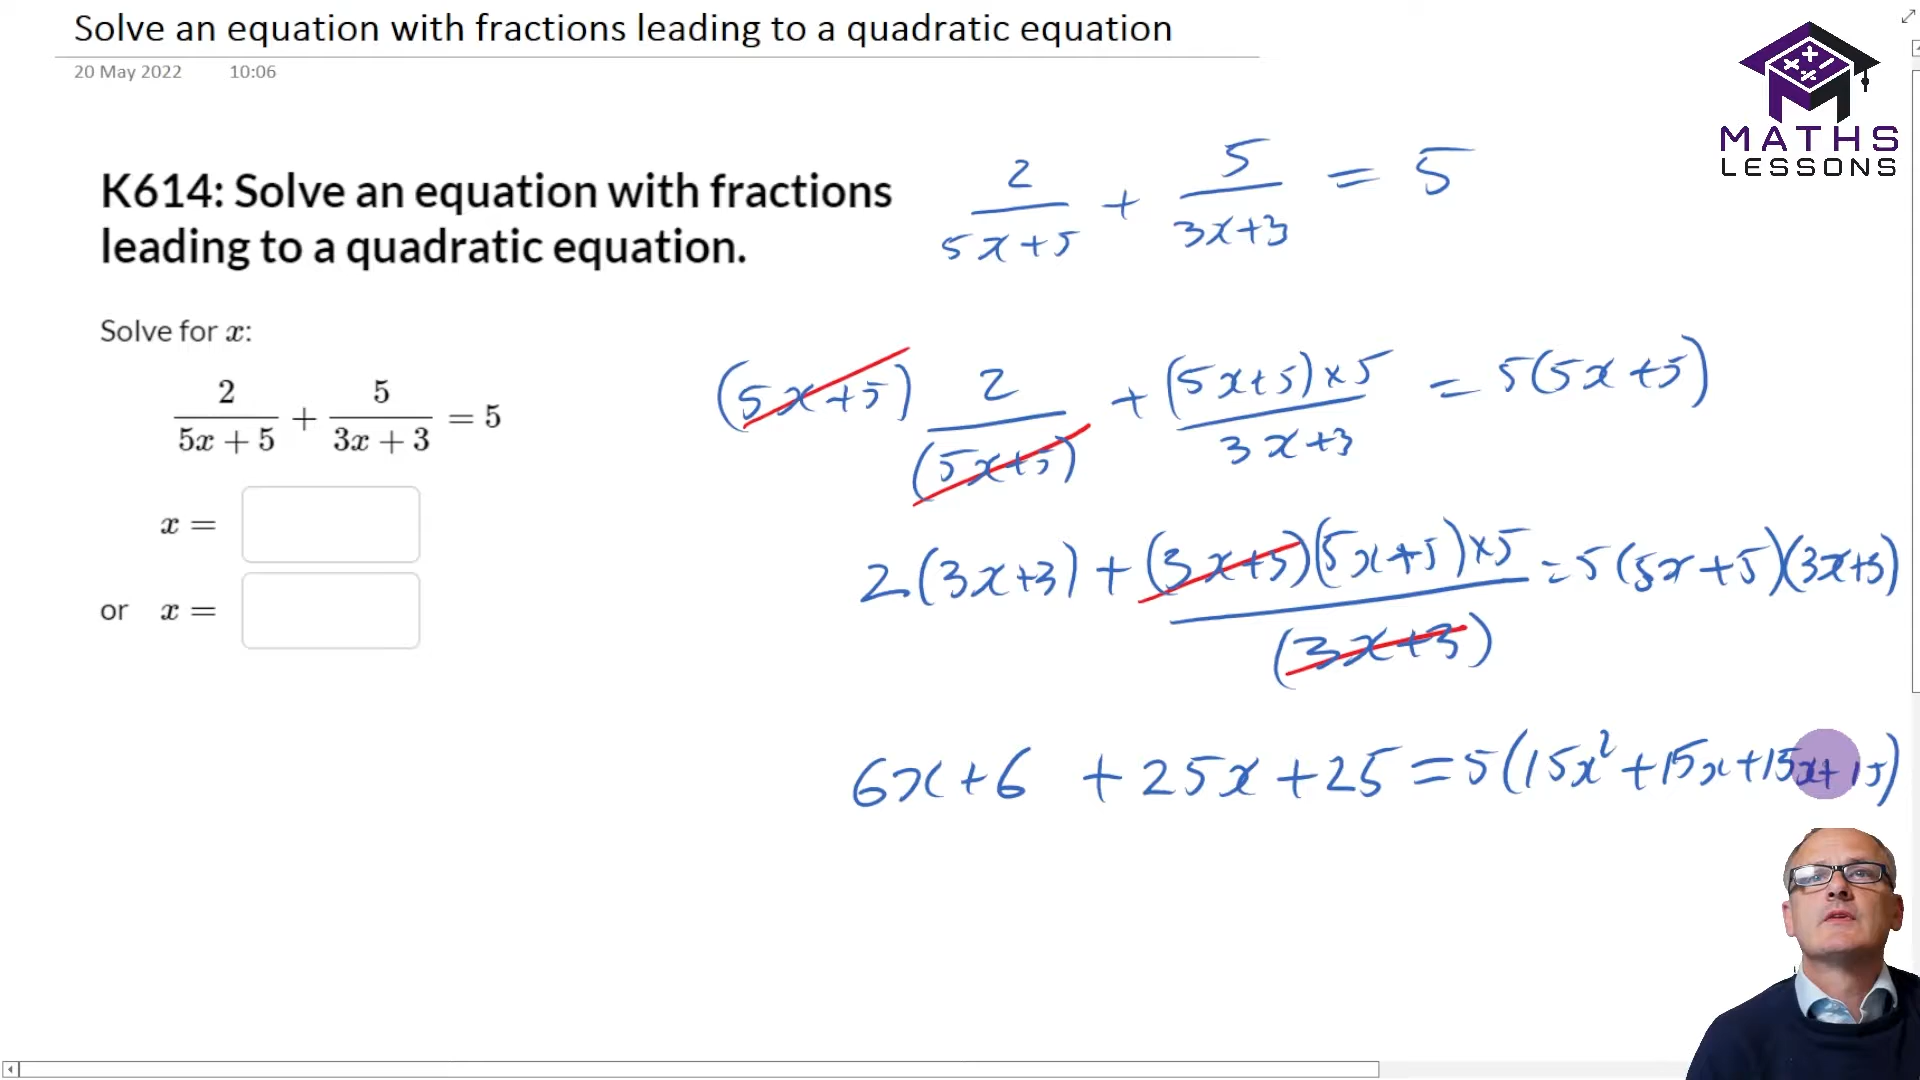 Solve an equation with fractions leading to a quadratic equation
20 May 2022 10:06
MATHS
LESSONS
K614: Solve an equation with fractions
leading to a quadratic equation.
Solve for x:
2/(5x + 5) + 5/(3x + 3) = 5
x =
or x =
2/(5x+5) + 5/(3x+3) = 5
(5x+5) 2/(5x+5) + (5x+5)×5/(3x+3) = 5(5x+5)
2(3x+3) + (3x+3)(5x+5)×5/(3x+3) = 5(5x+5)(3x+3)
6x+6 + 25x+25 = 5(15x²+15x+15x+15)